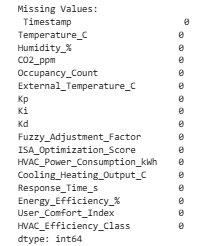 Missing Values:
Timestamp 0
Temperature_C 0
Humidity_% 0
CO2_ppm 0
Occupancy_Count 0
External_Temperature_C 0
Kp 0
Ki 0
Kd 0
Fuzzy_Adjustment_Factor 0
ISA_Optimization_Score 0
HVAC_Power_Consumption_kWh 0
Cooling_Heating_Output_C 0
Response_Time_s 0
Energy_Efficiency_% 0
User_Comfort_Index 0
HVAC_Efficiency_Class 0
dtype: int64